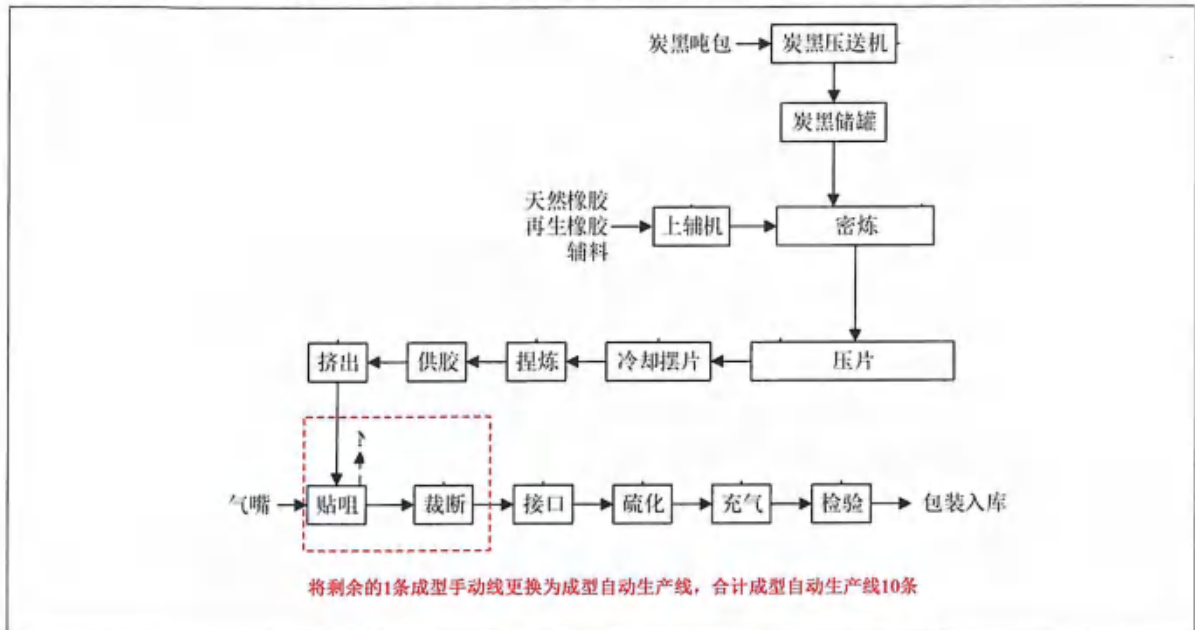 炭黑吨包
炭黑压送机
炭黑储罐
天然橡胶
再生橡胶
辅料
上辅机
密炼
挤出
供胶
捏炼
冷却摆片
压片
气嘴
贴咀
裁断
接口
硫化
充气
检验
包装入库
将剩余的1条成型手动线更换为成型自动生产线，合计成型自动生产线10条